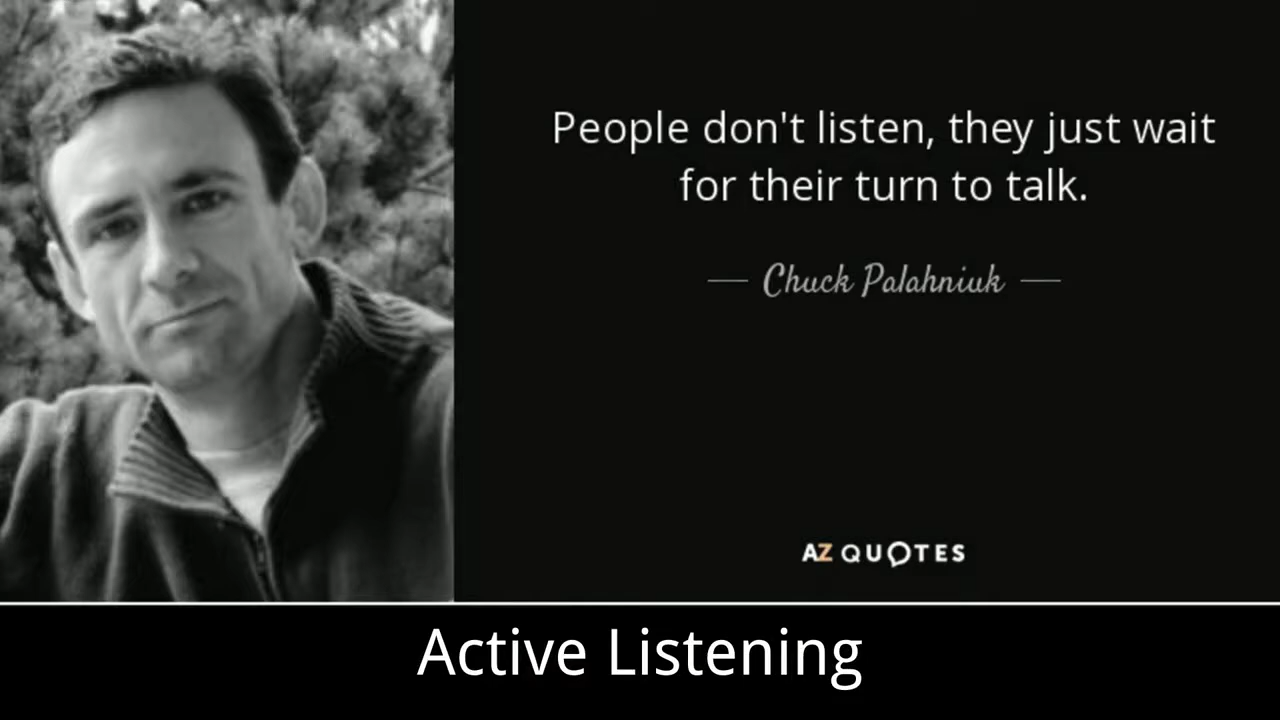 People don't listen, they just wait
for their turn to talk.
Chuck Palahniuk
AZ QUOTES
Active Listening